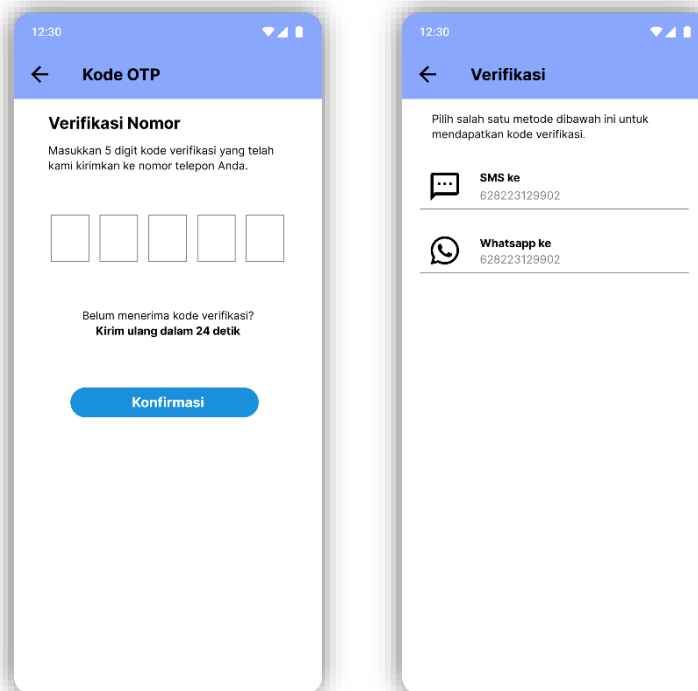 12:30
Kode OTP
Verifikasi Nomor
Masukkan 5 digit kode verifikasi yang telah
kami kirimkan ke nomor telepon Anda.
Belum menerima kode verifikasi?
Kirim ulang dalam 24 detik
Konfirmasi
12:30
Verifikasi
Pilih salah satu metode dibawah ini untuk
mendapatkan kode verifikasi.
SMS ke
628223129902
Whatsapp ke
628223129902